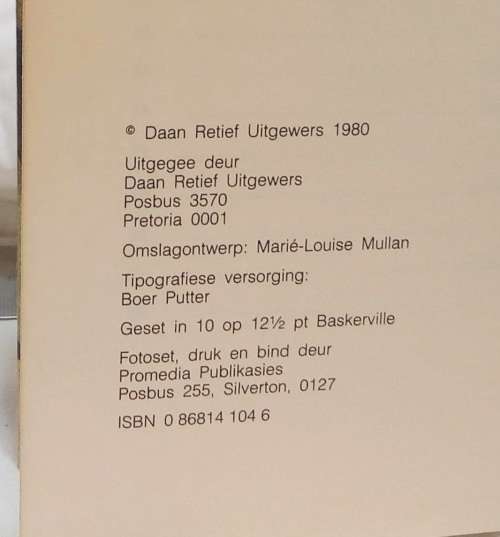 © Daan Retief Uitgewers 1980
Uitgegee deur
Daan Retief Uitgewers
Posbus 3570
Pretoria 0001
Omslagontwerp: Marié-Louise Mullan
Tipografiese versorging:
Boer Putter
Geset in 10 op 12½ pt Baskerville
Fotoset, druk en bind deur
Promedia Publikasies
Posbus 255, Silverton, 0127
ISBN 0 86814 104 6